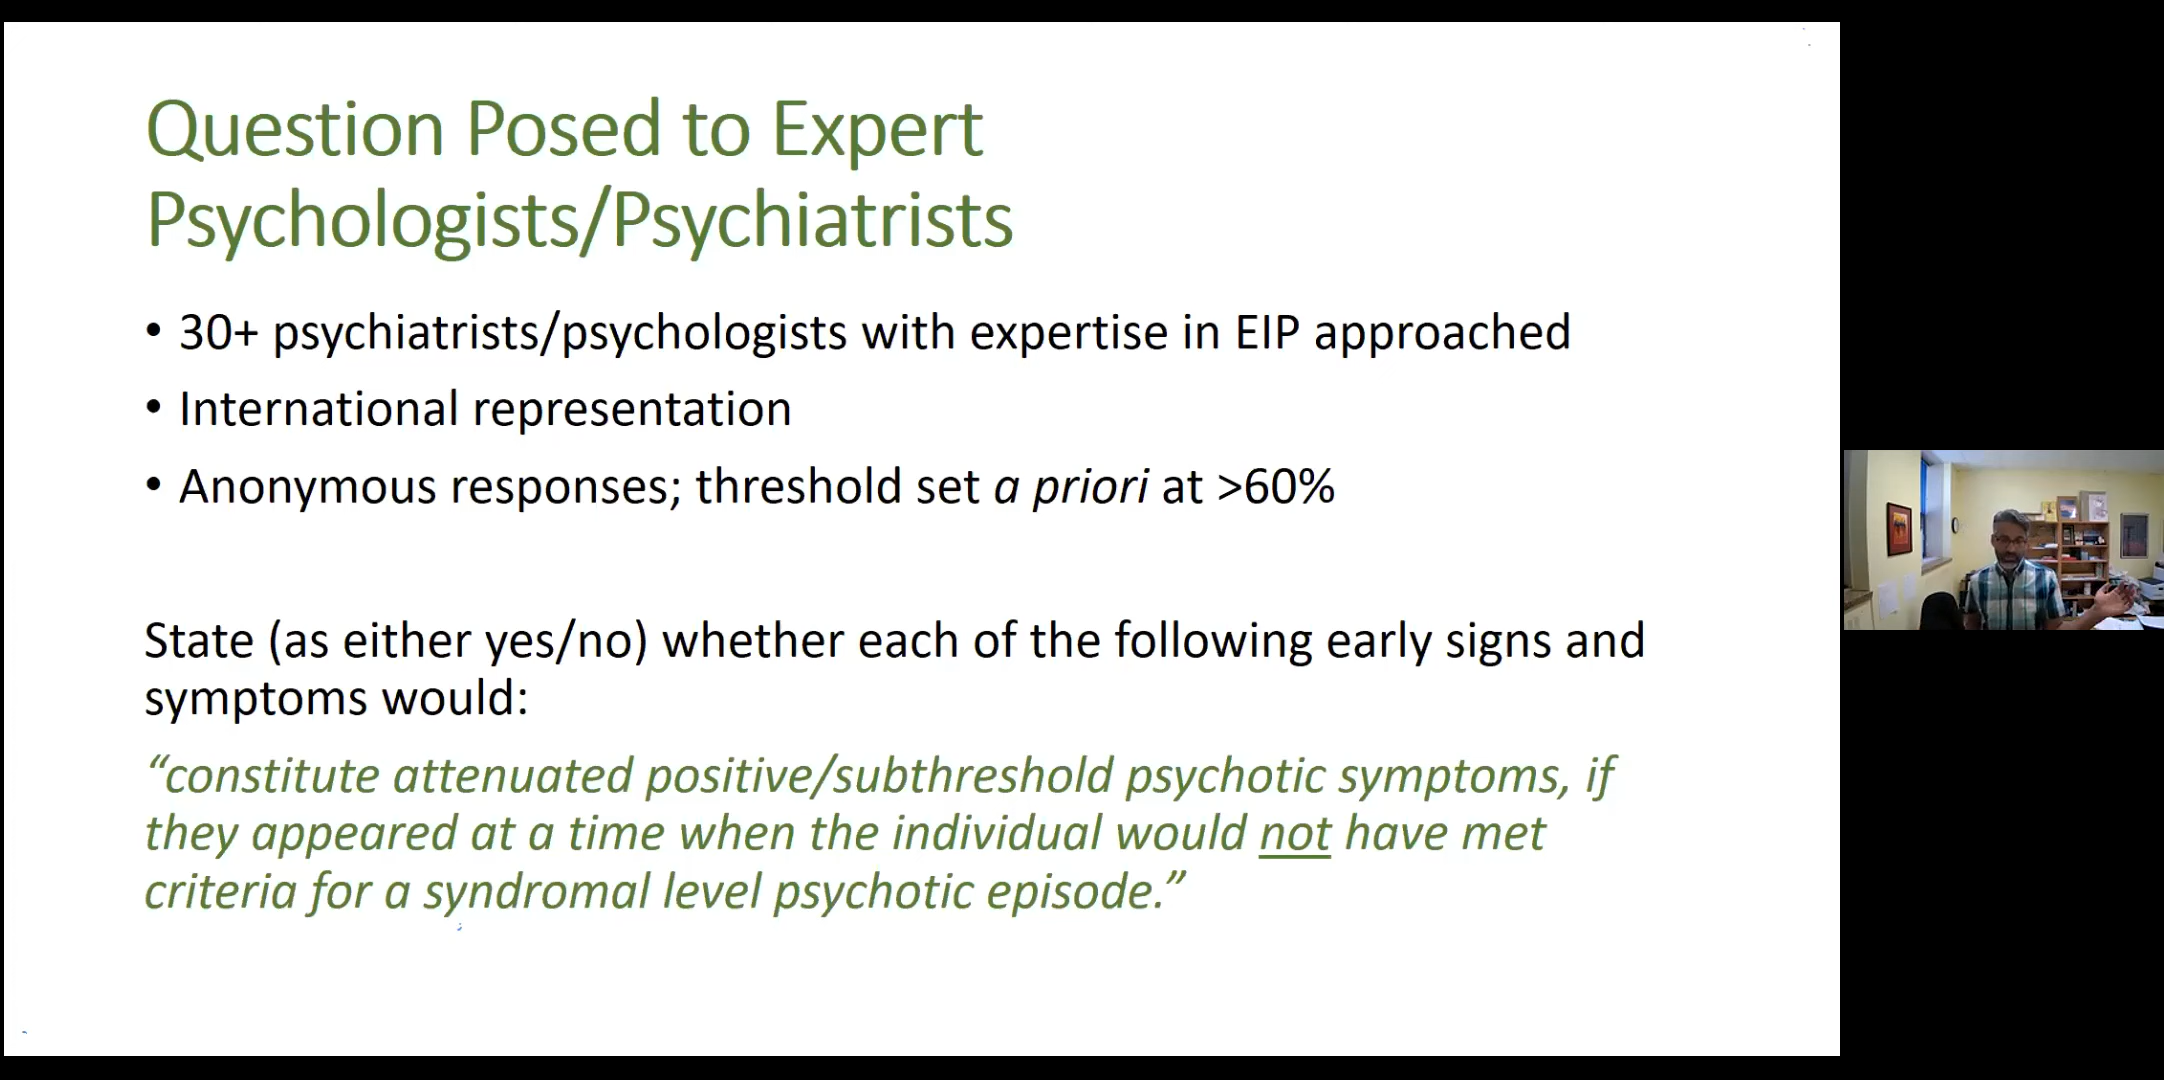 Question Posed to Expert
Psychologists/Psychiatrists
• 30+ psychiatrists/psychologists with expertise in EIP approached
• International representation
• Anonymous responses; threshold set a priori at >60%
State (as either yes/no) whether each of the following early signs and
symptoms would:
“constitute attenuated positive/subthreshold psychotic symptoms, if
they appeared at a time when the individual would not have met
criteria for a syndromal level psychotic episode.”